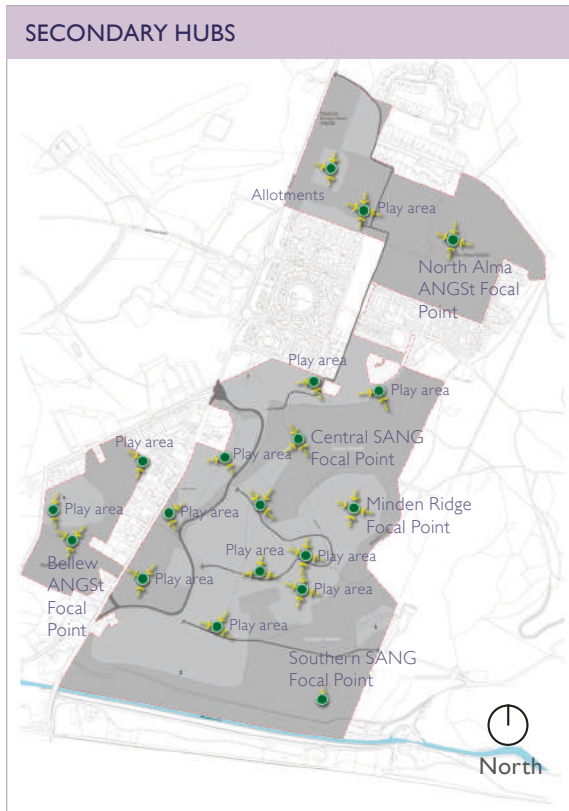 SECONDARY HUBS
Allotments
Play area
North Alma
ANGSt Focal
Point
Play area
Play area
Central SANG
Focal Point
Play area
Play area
Play area
Play area
Minden Ridge
Focal Point
Play area
Play area
Bellew
ANGSt
Focal
Point
Play area
Play area
Play area
Southern SANG
Focal Point
North